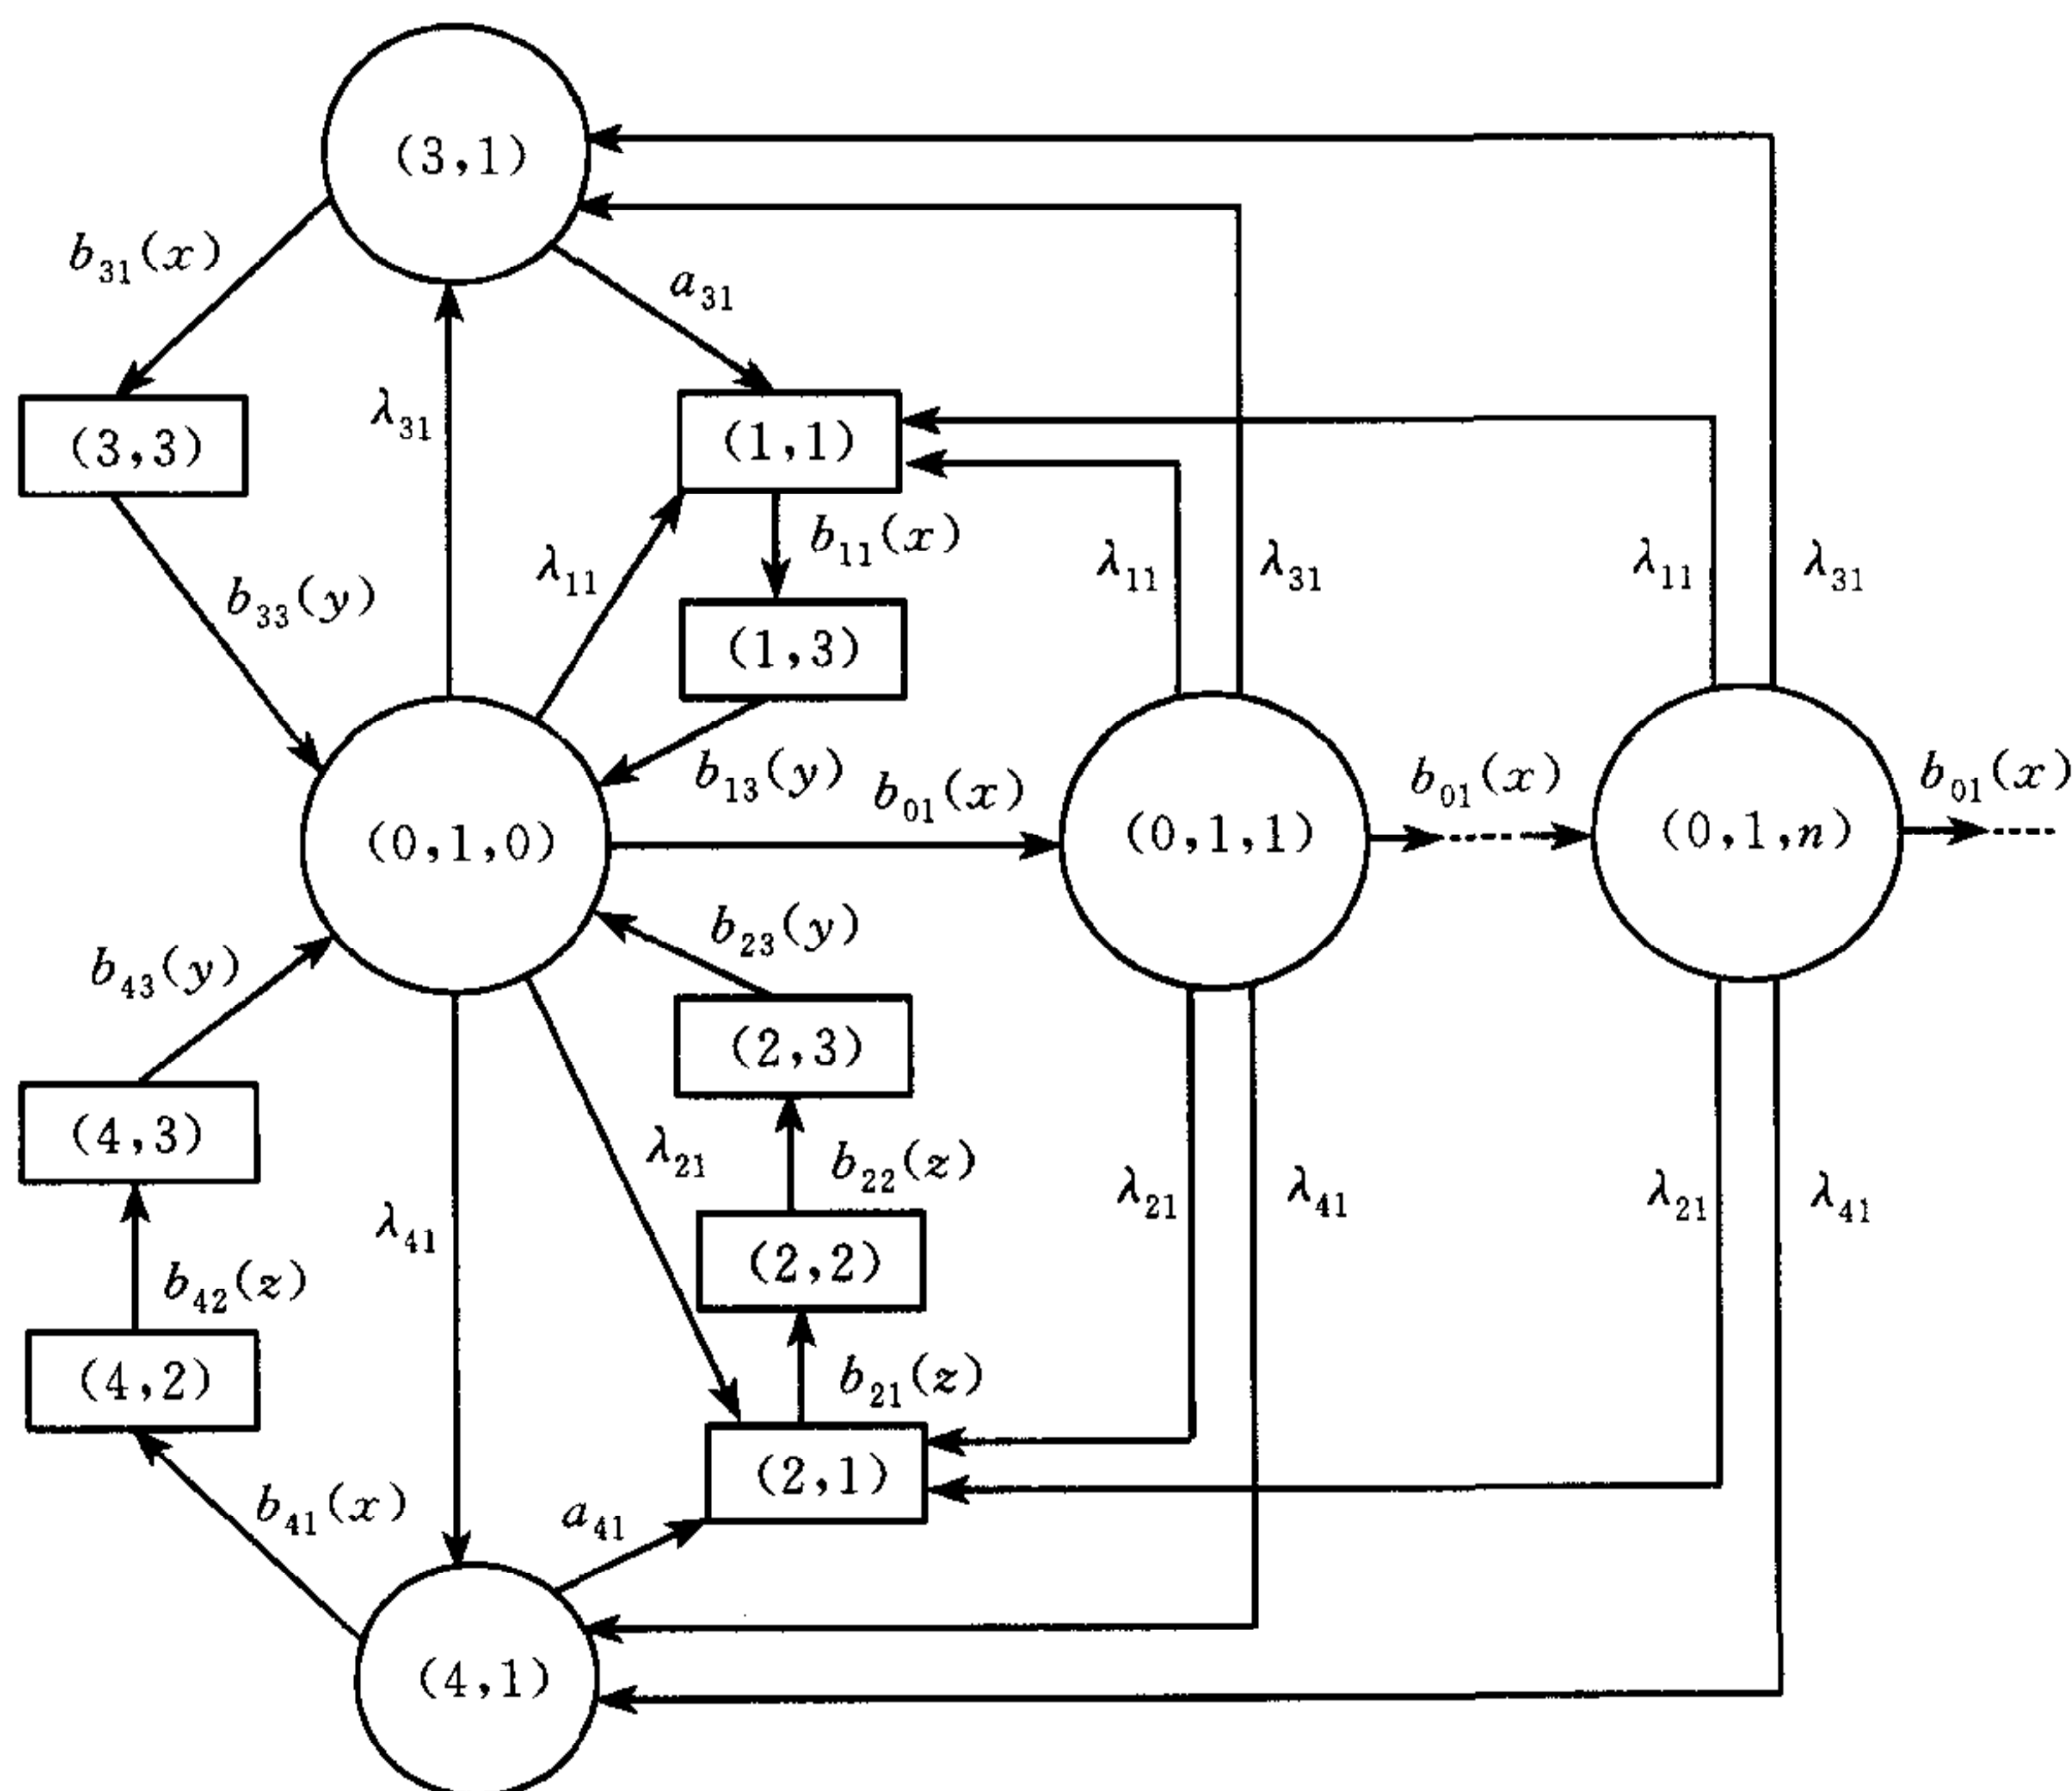 (3,1)
b₃₁(x)
a₃₁
(3,3)
λ₃₁
(1,1)
b₁₁(x)
λ₁₁
λ₁₁
λ₃₁
λ₁₁
λ₃₁
b₃₃(y)
(1,3)
b₁₃(y)
b₀₁(x)
b₀₁(x)
b₀₁(x)
(0,1,0)
(0,1,1)
(0,1,n)
b₂₃(y)
b₄₃(y)
(2,3)
(4,3)
λ₂₁
b₂₂(z)
λ₂₁
λ₄₁
λ₂₁
λ₄₁
λ₄₁
(2,2)
b₄₂(z)
(4,2)
b₂₁(z)
(2,1)
b₄₁(x)
a₄₁
(4,1)